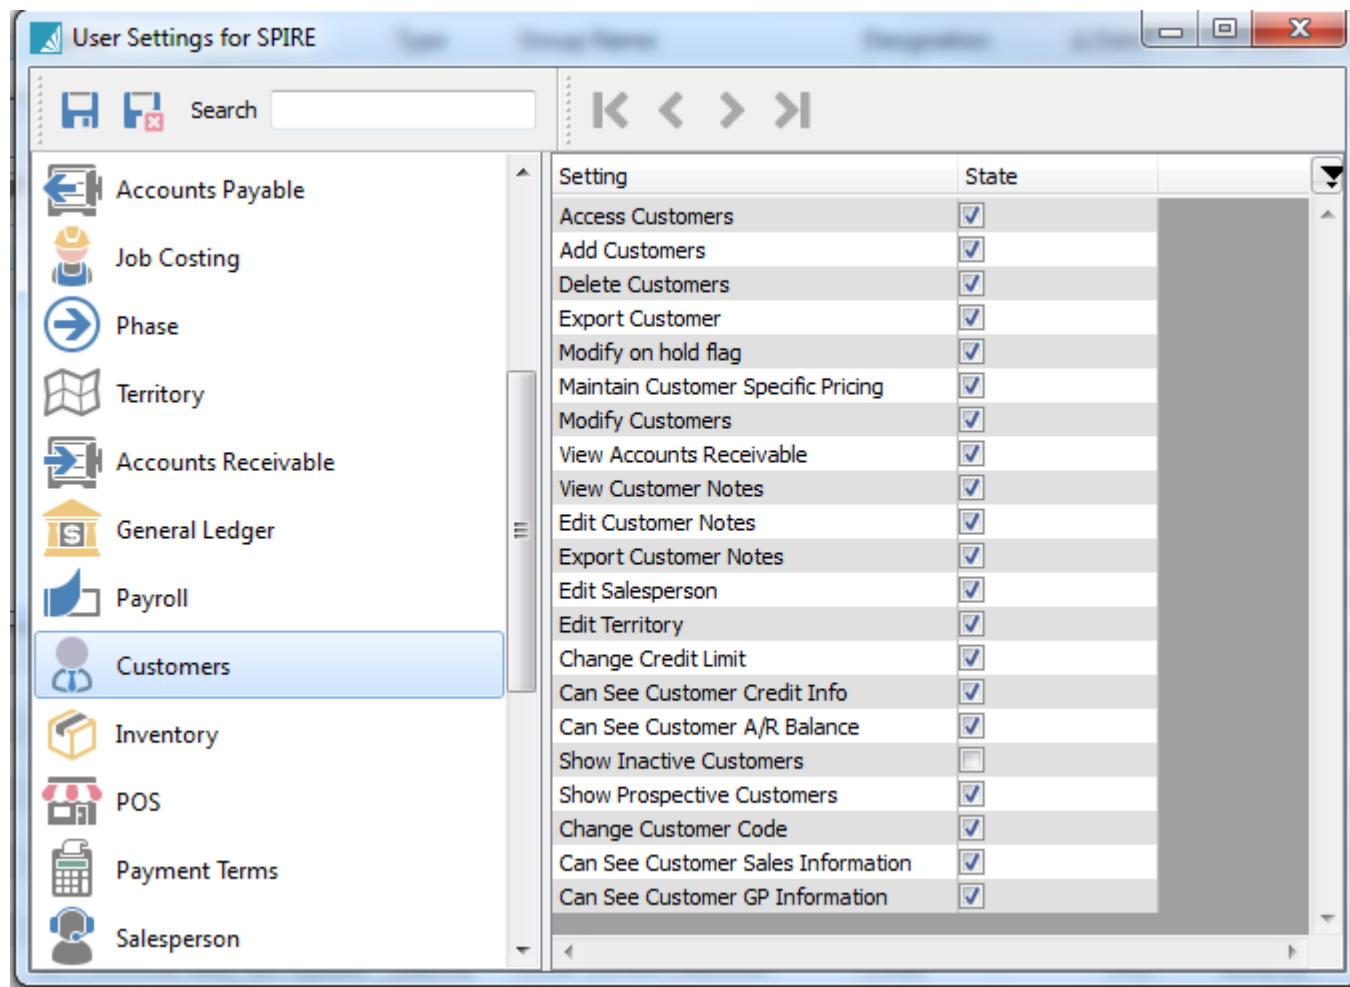 User Settings for SPIRE
Type Group Name Designation
Search
Accounts Payable
Job Costing
Phase
Territory
Accounts Receivable
General Ledger
Payroll
Customers
Inventory
POS
Payment Terms
Salesperson
Setting State
Access Customers
Add Customers
Delete Customers
Export Customer
Modify on hold flag
Maintain Customer Specific Pricing
Modify Customers
View Accounts Receivable
View Customer Notes
Edit Customer Notes
Export Customer Notes
Edit Salesperson
Edit Territory
Change Credit Limit
Can See Customer Credit Info
Can See Customer A/R Balance
Show Inactive Customers
Show Prospective Customers
Change Customer Code
Can See Customer Sales Information
Can See Customer GP Information